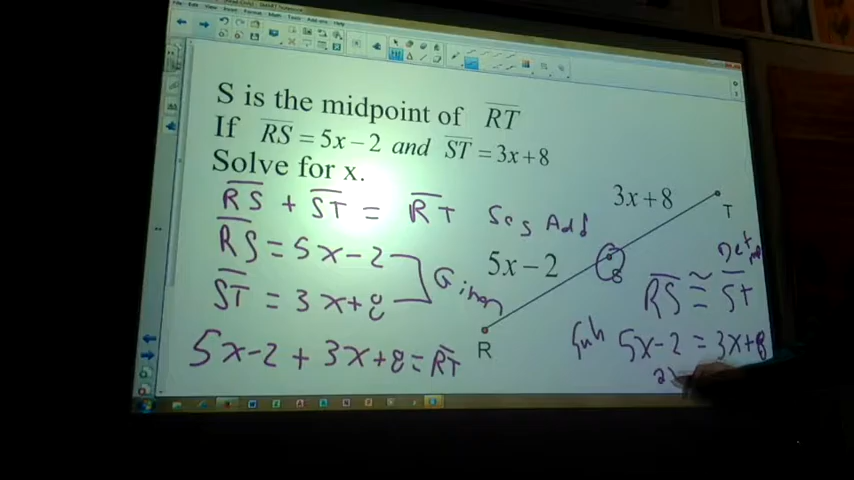 S is the midpoint of RT
If RS = 5x − 2 and ST = 3x + 8
Solve for x.
RS + ST = RT Seg Add
RS = 5x − 2
ST = 3x + 8
Given
5x − 2 + 3x + 8 = RT
3x + 8
T
5x − 2
S
R
RS ≅ ST
Sub 5x − 2 = 3x + 8